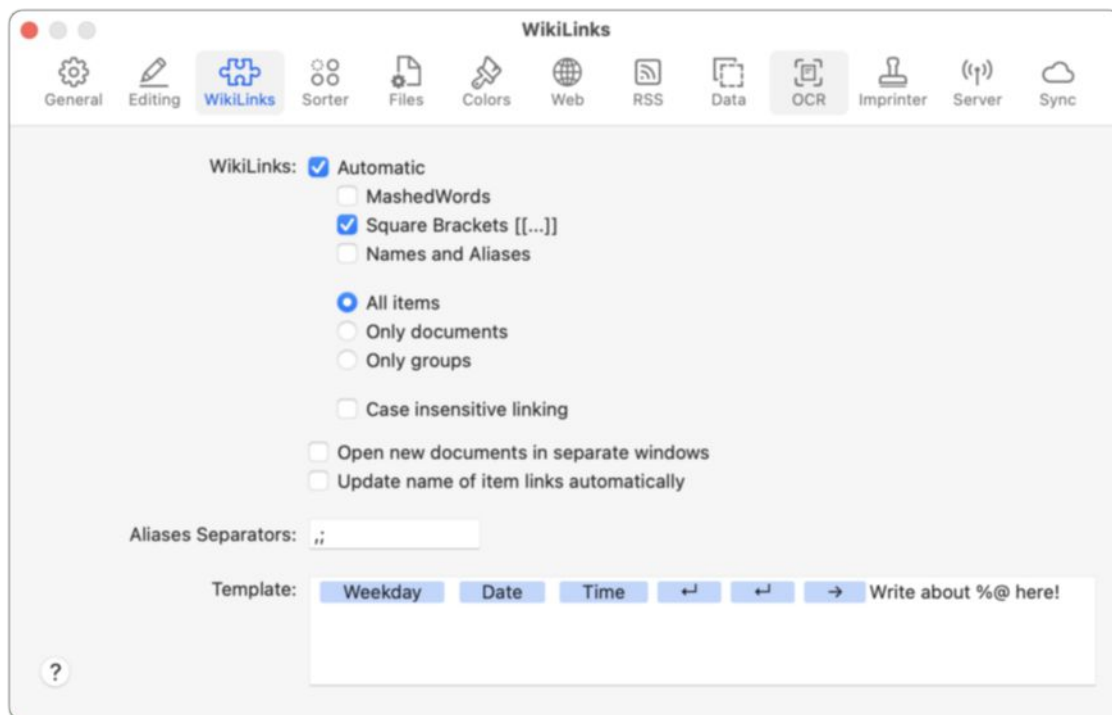 WikiLinks
General Editing WikiLinks Sorter Files Colors Web RSS Data OCR Imprinter Server Sync
WikiLinks: Automatic
MashedWords
Square Brackets [[...]]
Names and Aliases
All items
Only documents
Only groups
Case insensitive linking
Open new documents in separate windows
Update name of item links automatically
Aliases Separators: ,;
Template: Weekday Date Time ↵ ↵ → Write about %@ here!
?